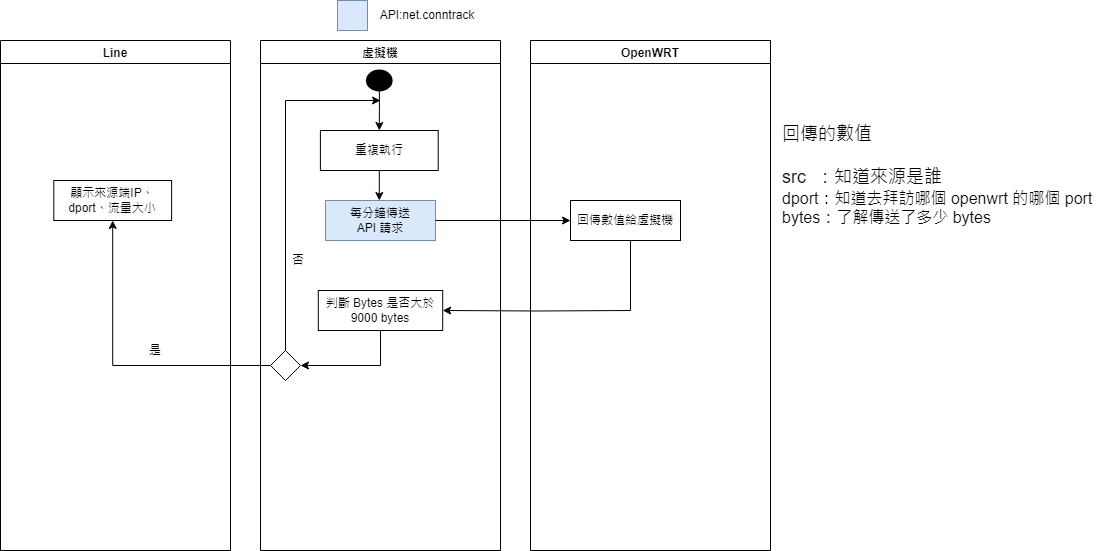 API:net.conntrack
Line
虛擬機
OpenWRT
重複執行
顯示來源端IP、
dport、流量大小
每分鐘傳送
API 請求
回傳數值給虛擬機
否
判斷 Bytes 是否大於
9000 bytes
是
回傳的數值
src ：知道來源是誰
dport：知道去拜訪哪個 openwrt 的哪個 port
bytes：了解傳送了多少 bytes